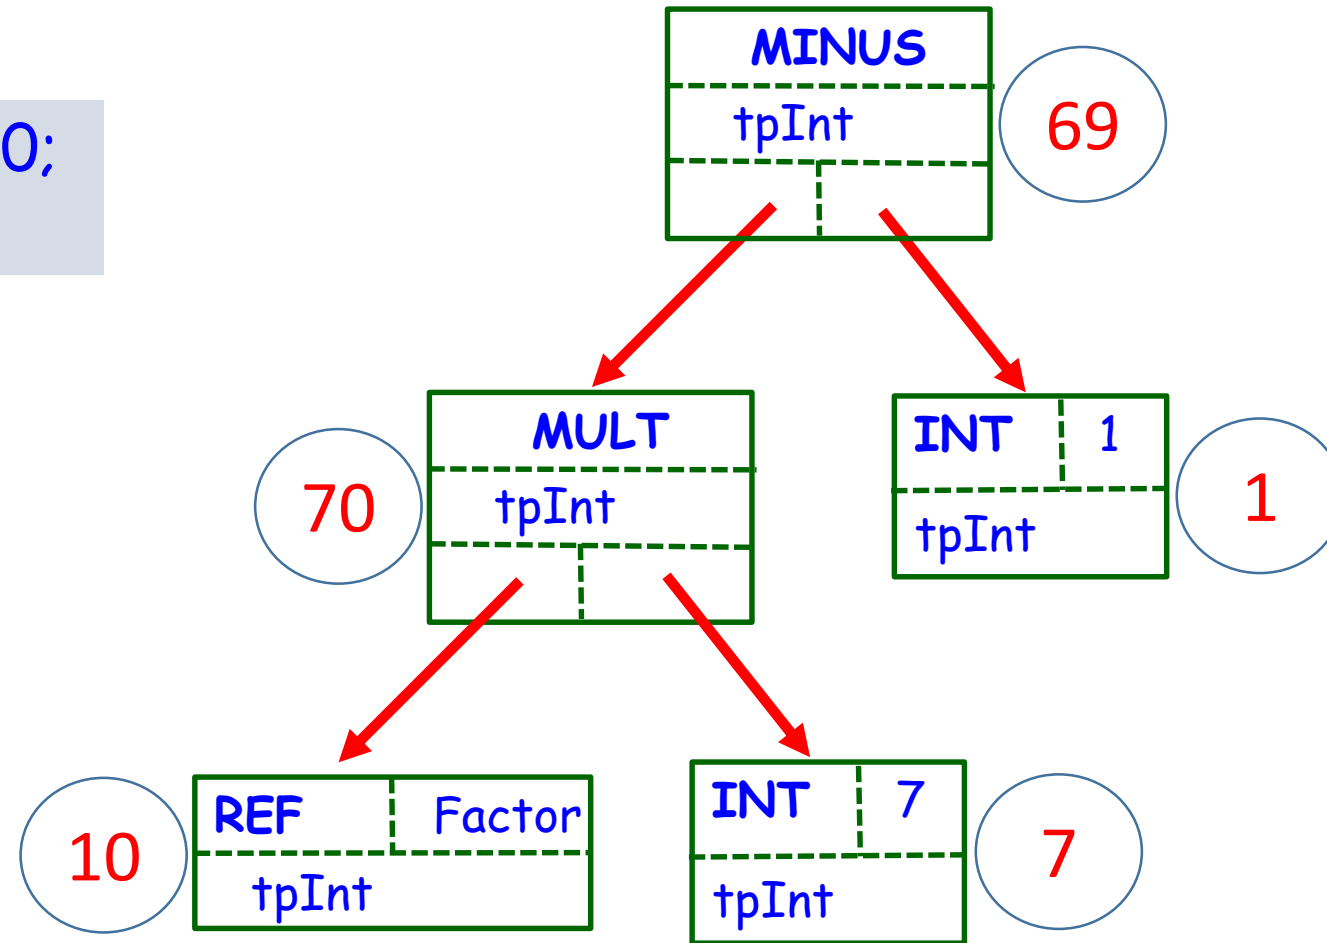 MINUS
tpInt
69
0;
MULT
tpInt
70
INT 1
tpInt
1
REF Factor
tpInt
10
INT 7
tpInt
7